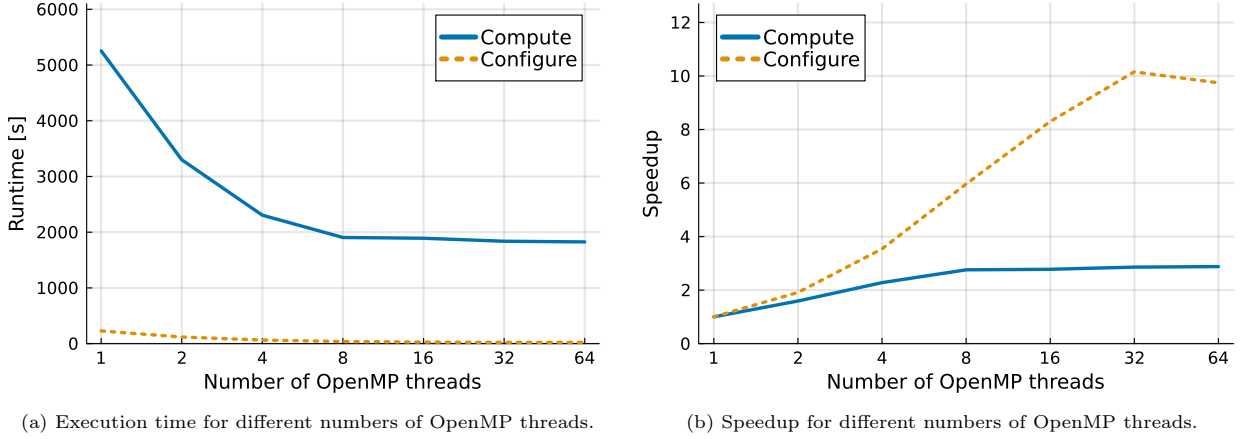 6000
5000
4000
3000
2000
1000
0
Runtime [s]
Compute
Configure
1 2 4 8 16 32 64
Number of OpenMP threads
(a) Execution time for different numbers of OpenMP threads.
12
10
8
6
4
2
0
Speedup
Compute
Configure
1 2 4 8 16 32 64
Number of OpenMP threads
(b) Speedup for different numbers of OpenMP threads.